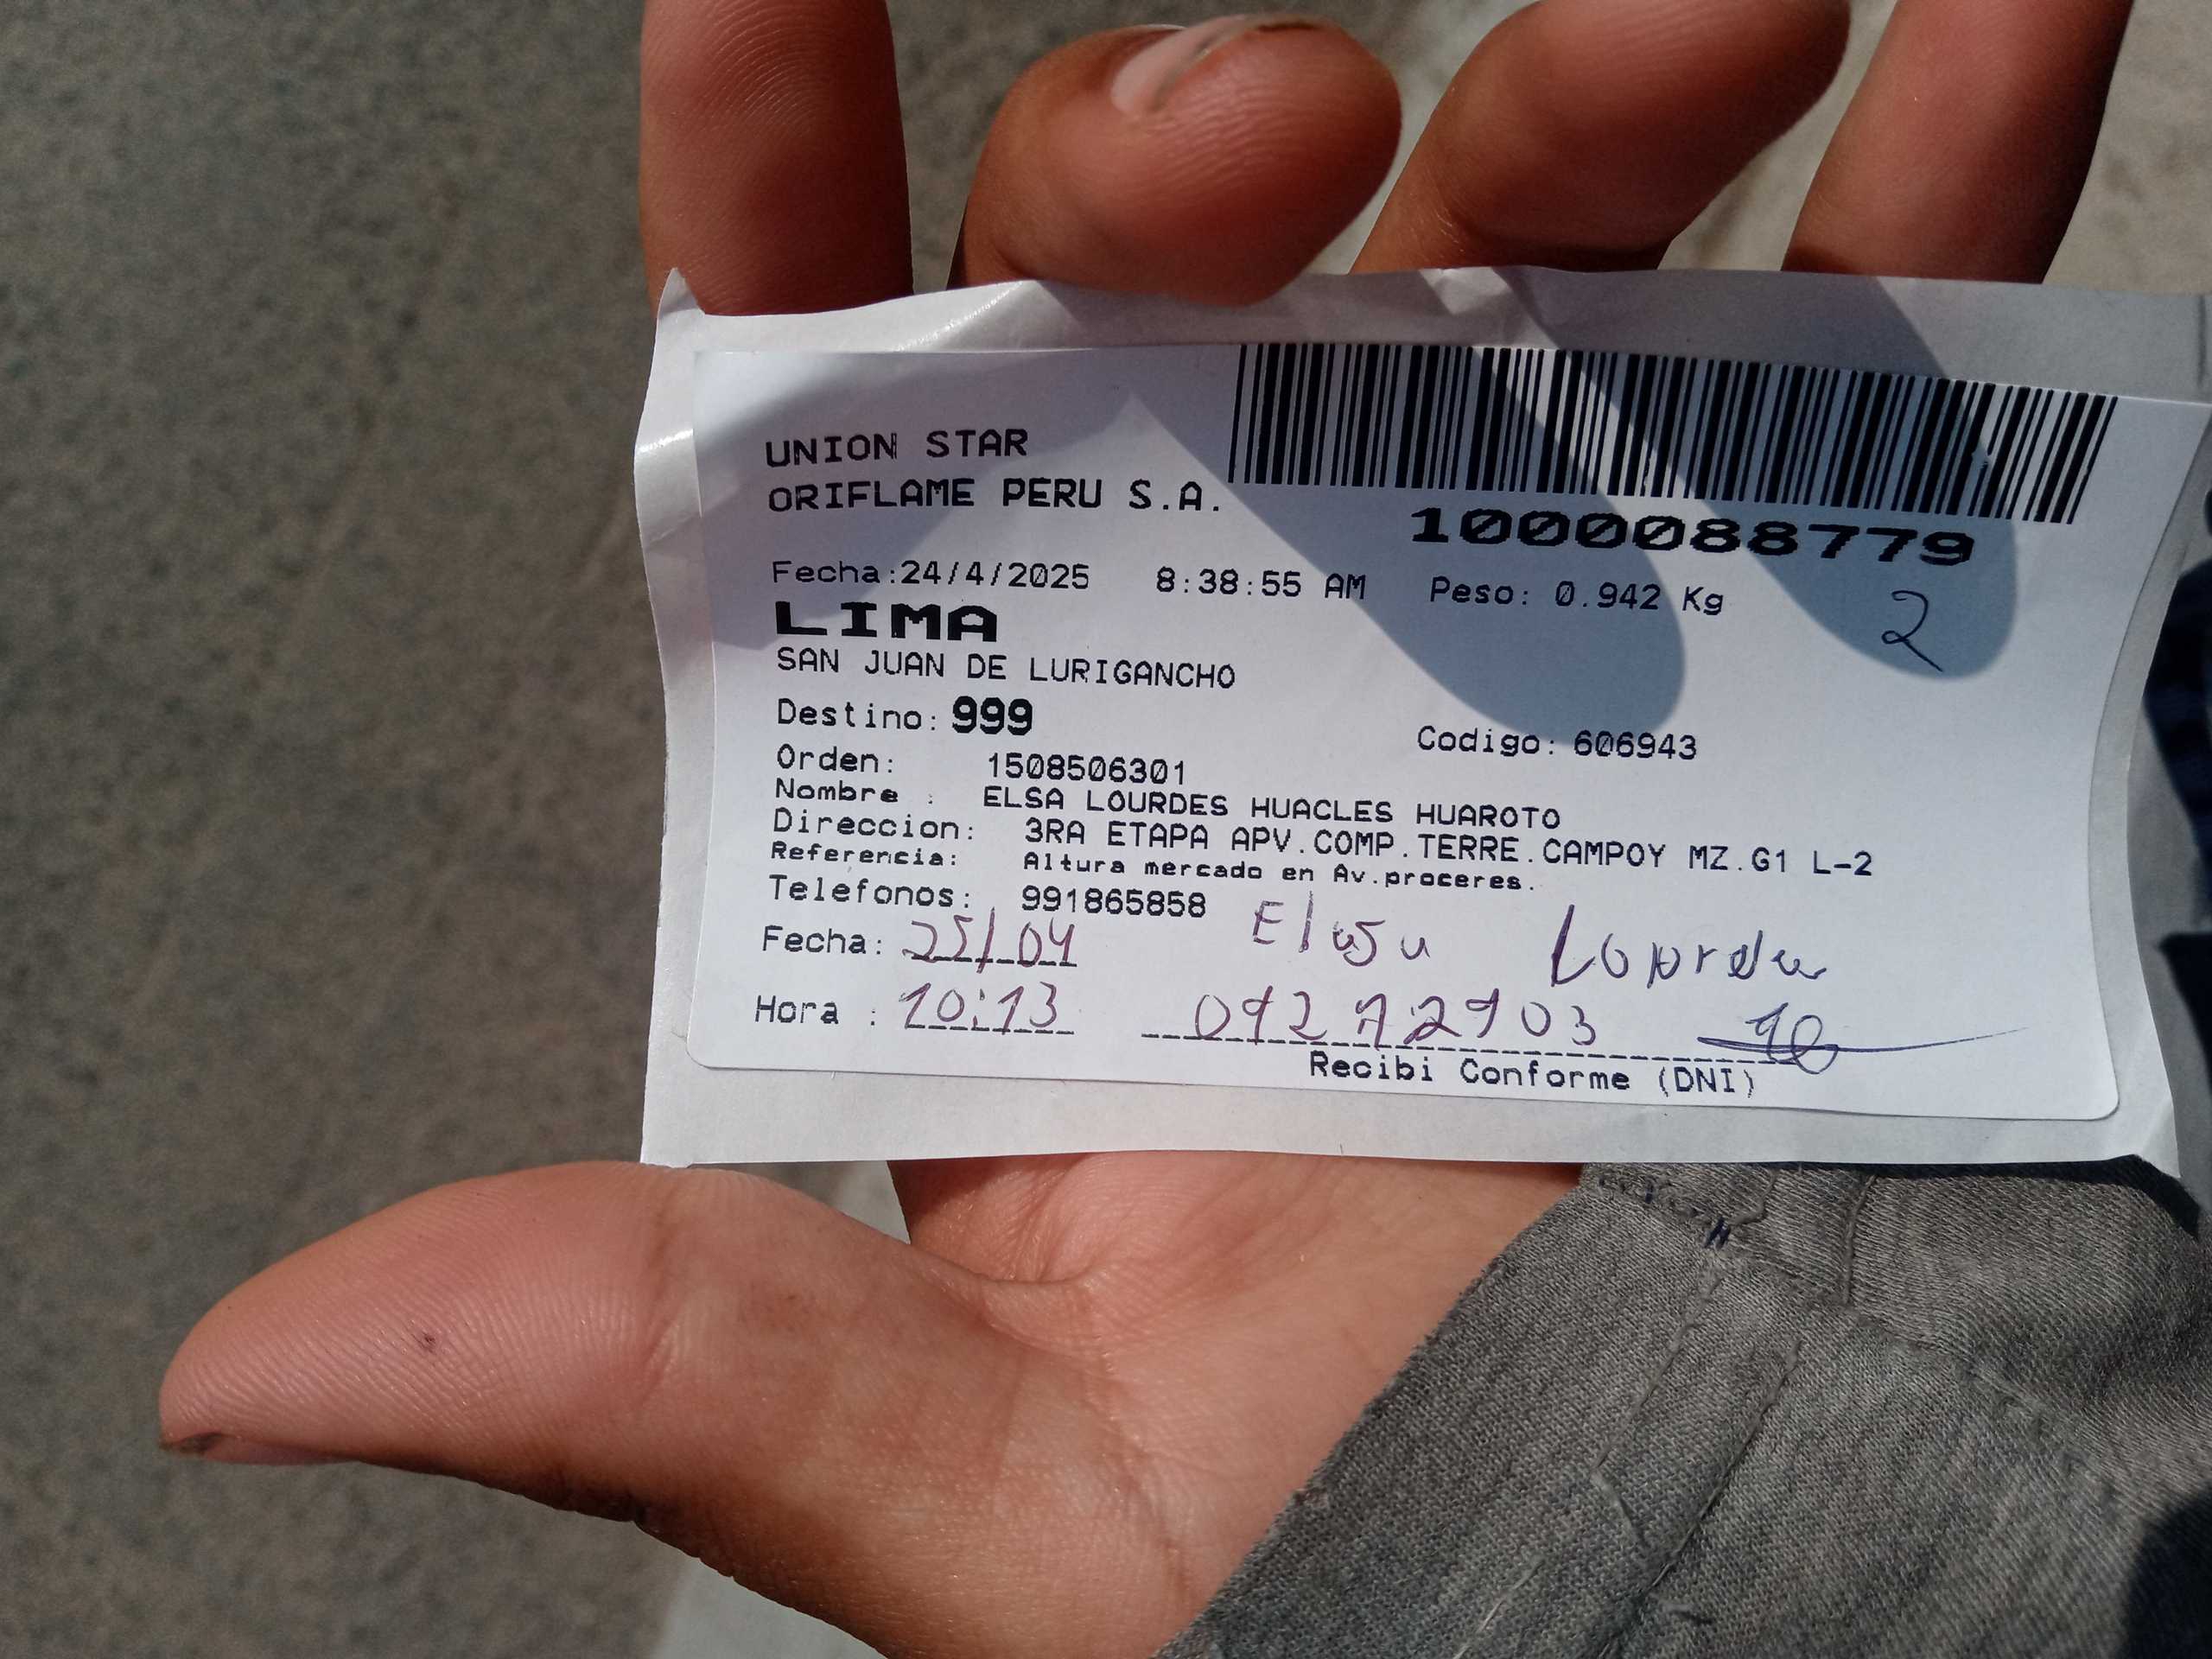 UNION STAR
ORIFLAME PERU S.A.
1000088779
Fecha:24/4/2025 8:38:55 AM Peso: 0.942 Kg
2
LIMA
SAN JUAN DE LURIGANCHO
Destino: 999
Codigo: 606943
Orden: 1508506301
Nombre : ELSA LOURDES HUACLES HUAROTO
Direccion: 3RA ETAPA APV.COMP.TERRE.CAMPOY MZ.G1 L-2
Referencia: Altura mercado en Av.proceres.
Telefonos: 991865858
Fecha: 25/04
Hora : 10:13
Recibi Conforme (DNI)